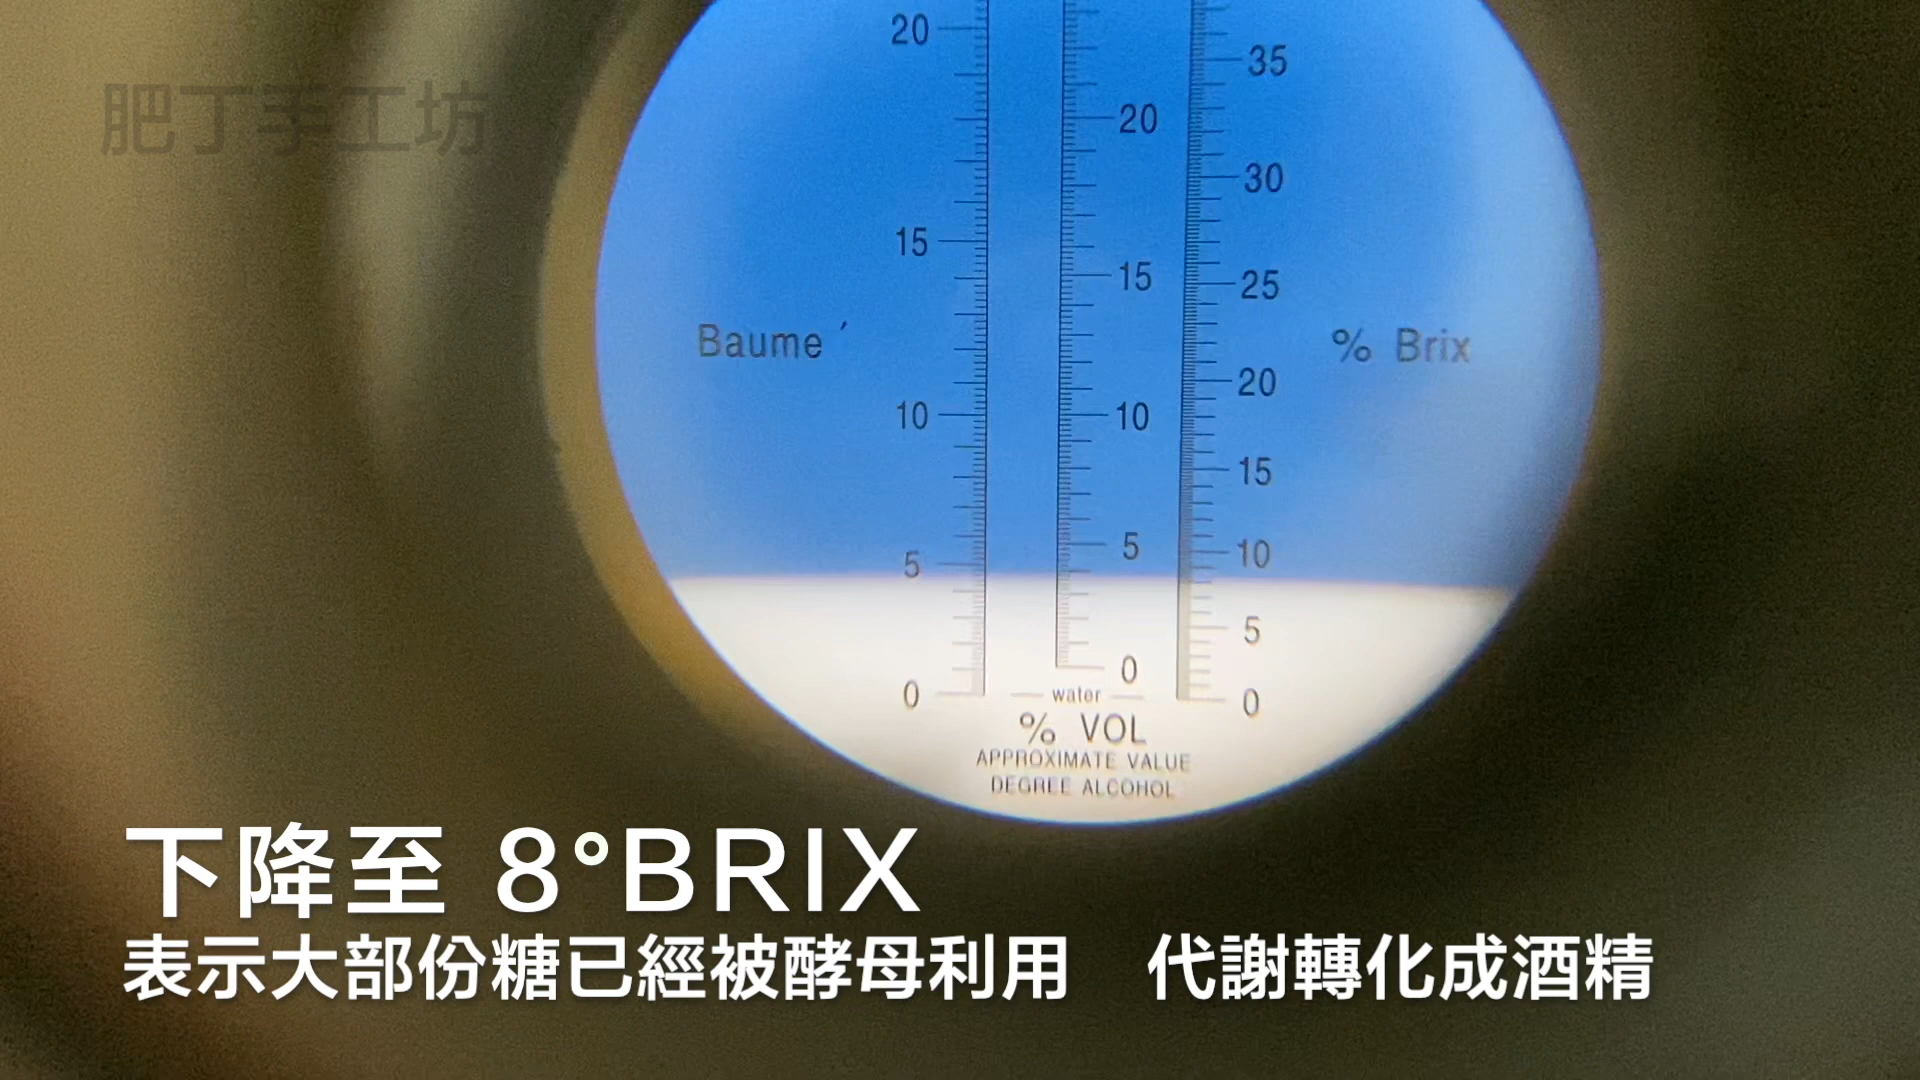 肥丁手工坊
20
15
10
5
0
Baume´
20
15
10
5
0
water
% VOL
APPROXIMATE VALUE
DEGREE ALCOHOL
35
30
25
20
15
10
5
0
% Brix
下降至 8°BRIX
表示大部份糖已經被酵母利用　代謝轉化成酒精